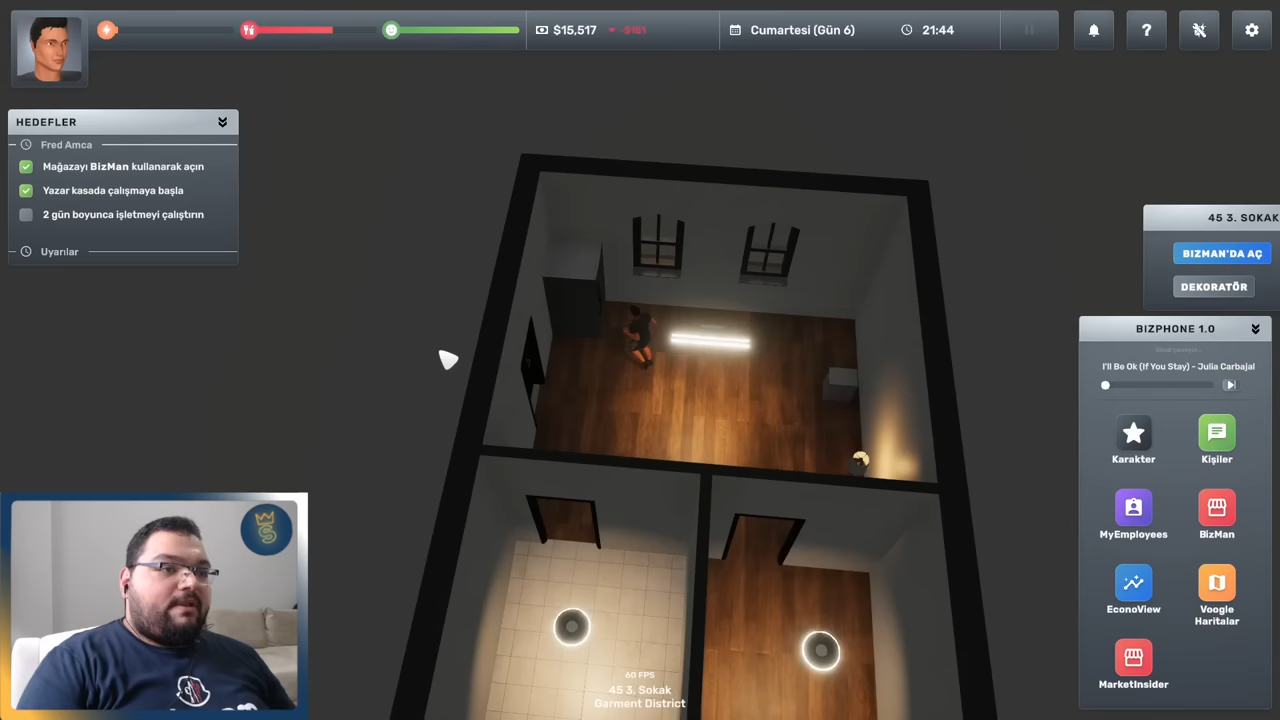 $15,517
-$181
Cumartesi (Gün 6)
21:44
?
HEDEFLER
Fred Amca
Mağazayı BizMan kullanarak açın
Yazar kasada çalışmaya başla
2 gün boyunca işletmeyi çalıştırın
Uyarılar
45 3. SOKAK
BIZMAN'DA AÇ
DEKORATÖR
BIZPHONE 1.0
I'll Be Ok (If You Stay) - Julia Carbajal
Karakter
Kişiler
MyEmployees
BizMan
EconoView
Voogle
Haritalar
MarketInsider
60 FPS
45 3. Sokak
Garment District
S